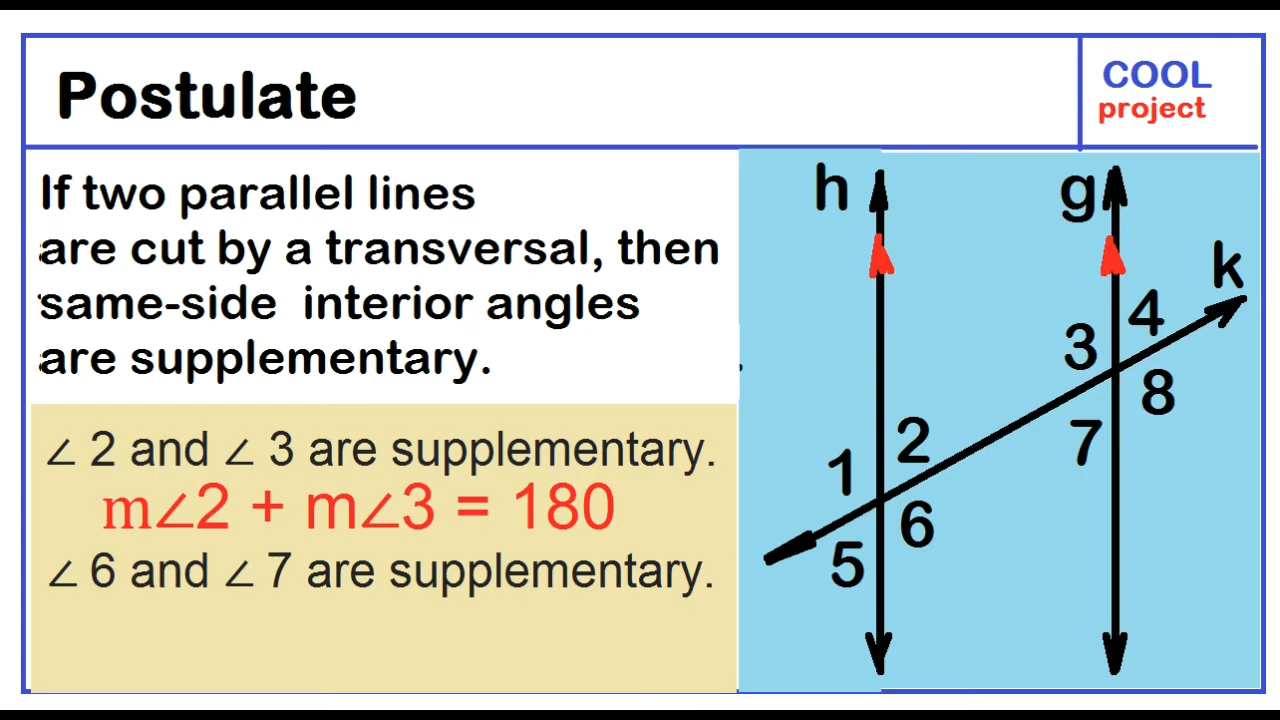 Postulate
COOL
project
If two parallel lines
are cut by a transversal, then
same-side interior angles
are supplementary.
∠ 2 and ∠ 3 are supplementary.
m∠2 + m∠3 = 180
∠ 6 and ∠ 7 are supplementary.
h
g
k
4
3
8
2
7
1
6
5